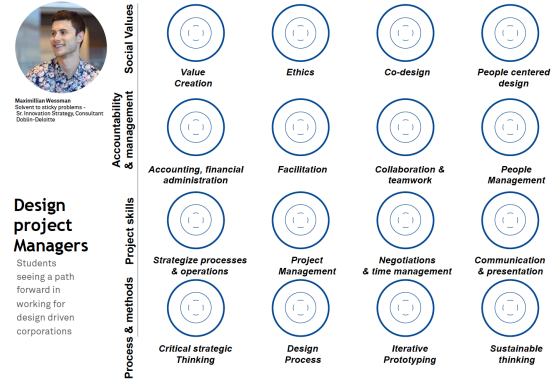 Maximillian Wessman
Solvent to sticky problems -
Sr. Innovation Strategy, Consultant
Doblin-Deloitte
Design
project
Managers
Students
seeing a path
forward in
working for
design driven
corporations
Social Values
Value
Creation
Ethics
Co-design
People centered
design
Accountability
& management
Accounting, financial
administration
Facilitation
Collaboration &
teamwork
People
Management
Project skills
Strategize processes
& operations
Project
Management
Negotiations
& time management
Communication
& presentation
Process & methods
Critical strategic
Thinking
Design
Process
Iterative
Prototyping
Sustainable
thinking